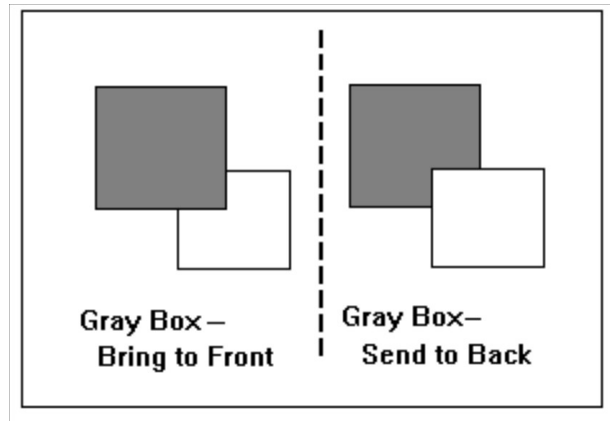 Gray Box –
Bring to Front
Gray Box–
Send to Back